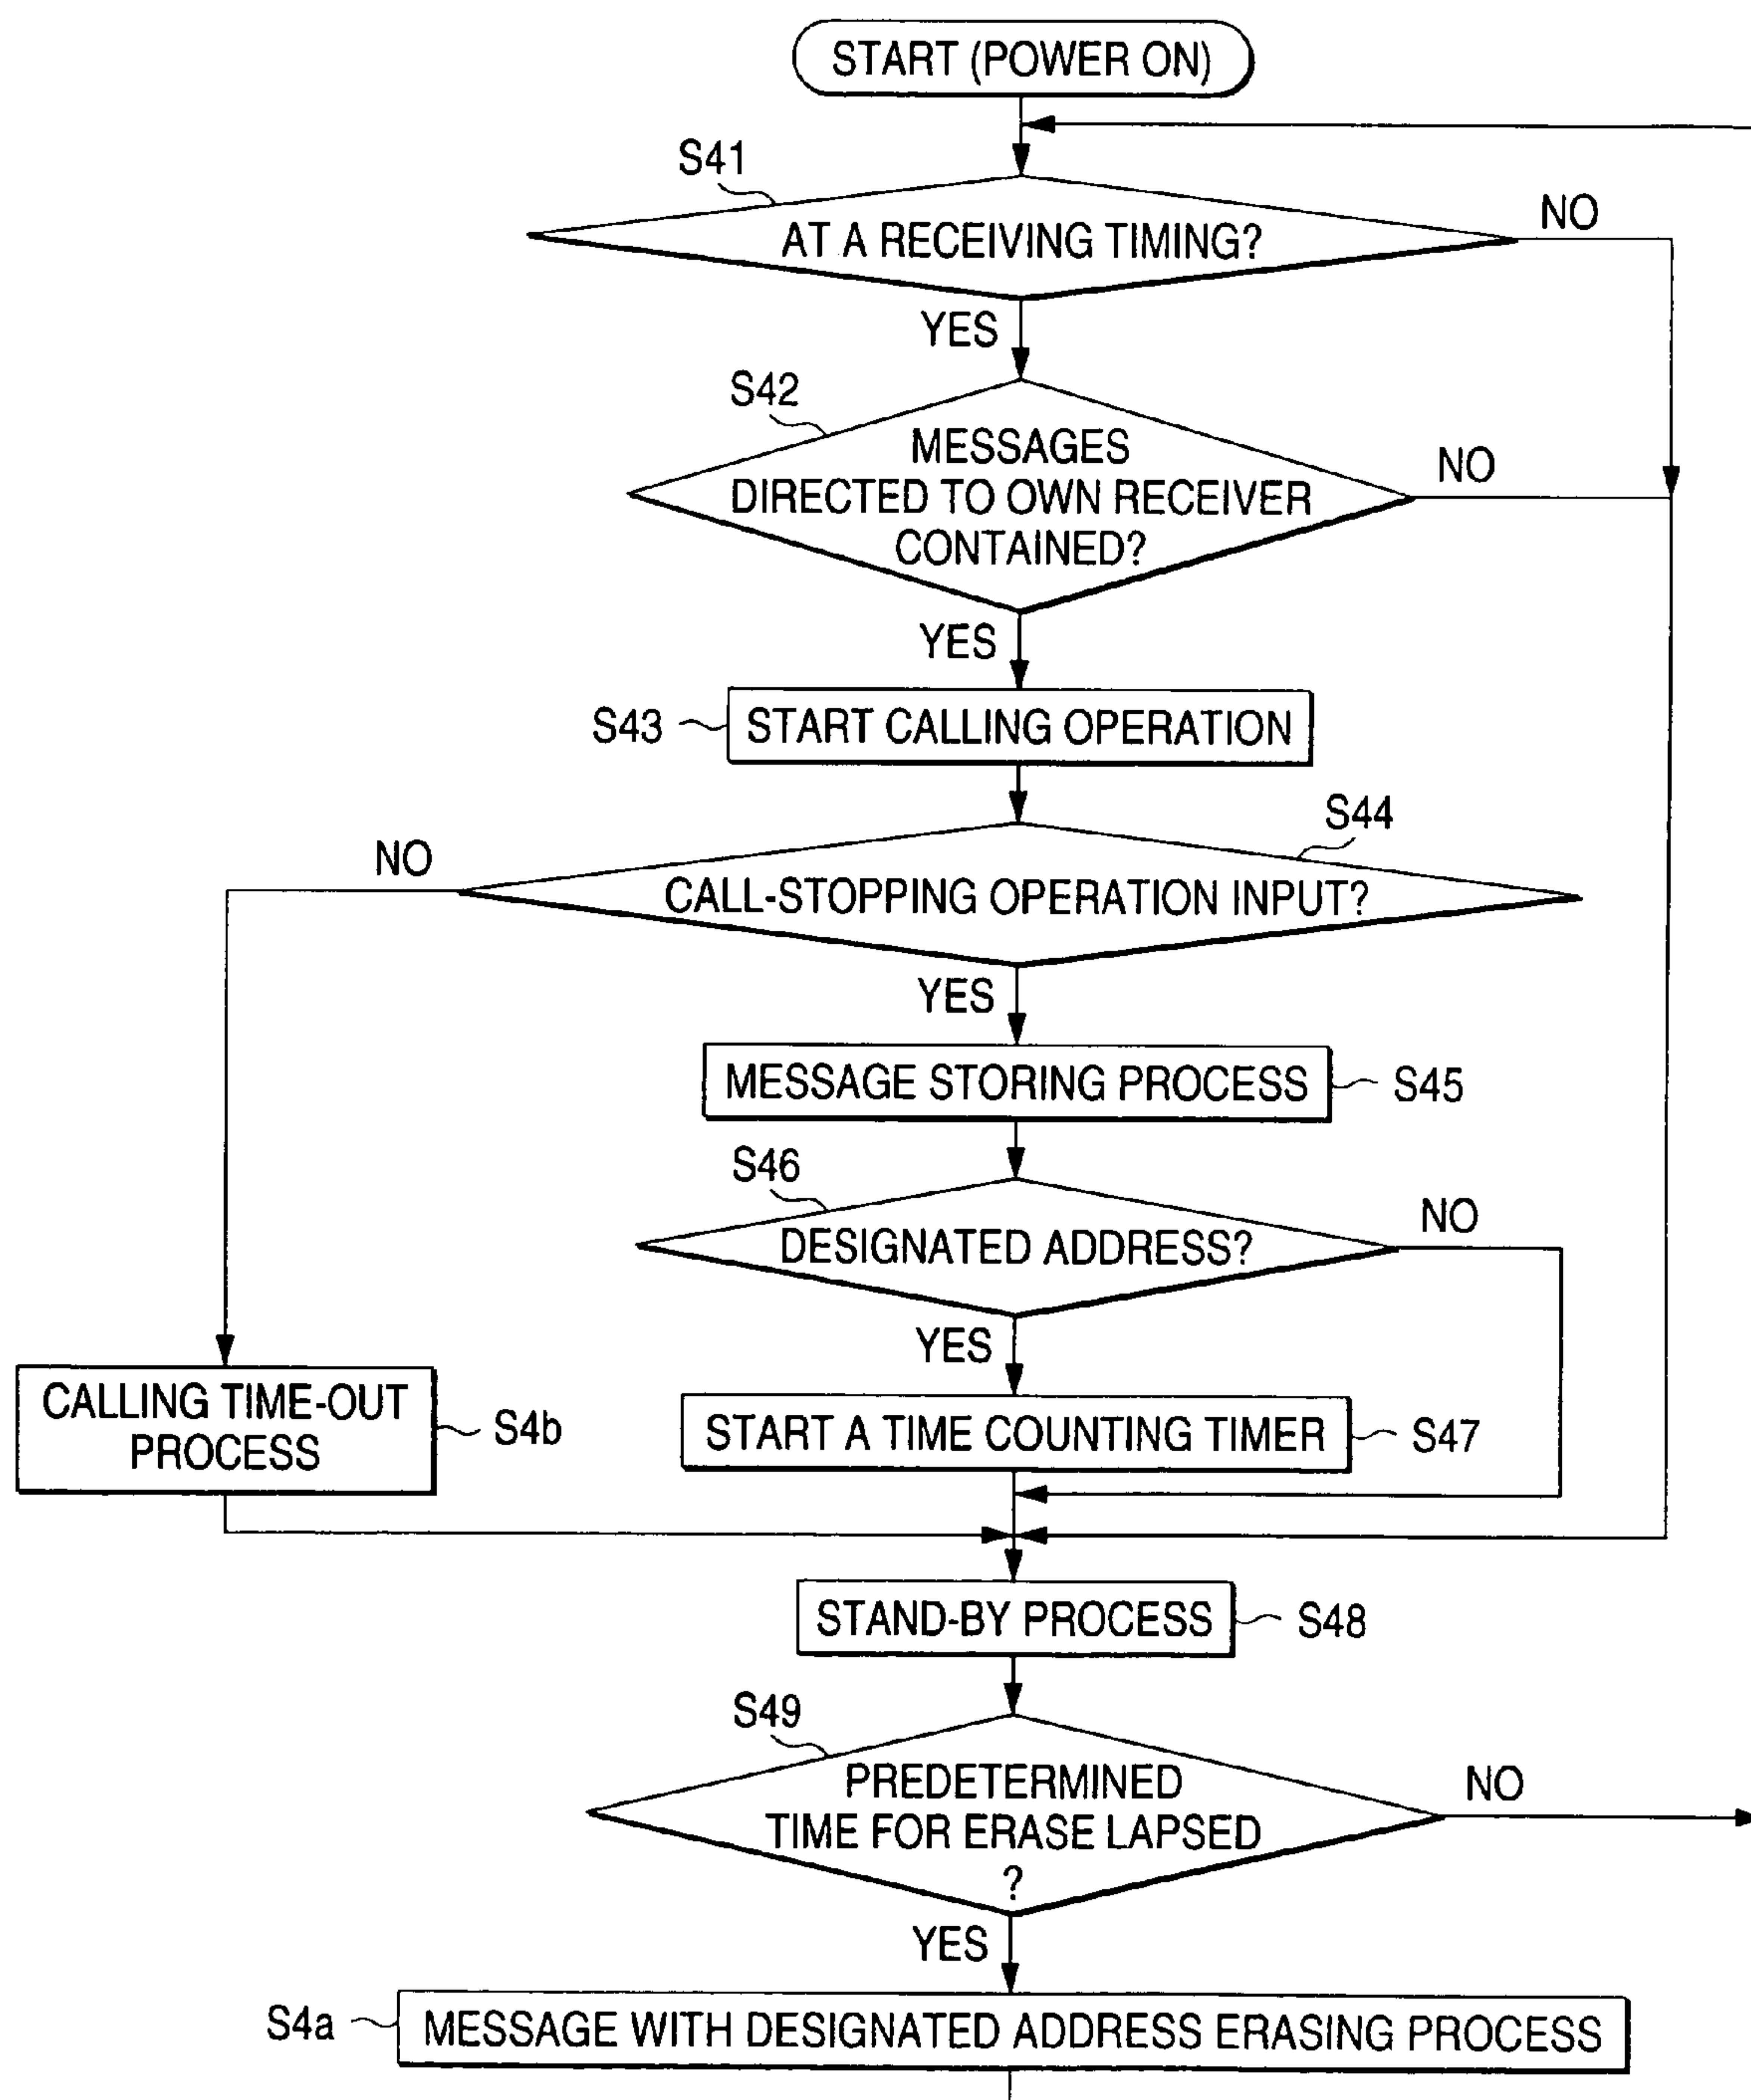 START (POWER ON)
S41
AT A RECEIVING TIMING?
NO
YES
S42
MESSAGES
DIRECTED TO OWN RECEIVER
CONTAINED?
NO
YES
S43
START CALLING OPERATION
S44
NO
CALL-STOPPING OPERATION INPUT?
YES
MESSAGE STORING PROCESS
S45
S46
DESIGNATED ADDRESS?
NO
YES
CALLING TIME-OUT
PROCESS
S4b
START A TIME COUNTING TIMER
S47
STAND-BY PROCESS
S48
S49
PREDETERMINED
TIME FOR ERASE LAPSED
?
NO
YES
S4a
MESSAGE WITH DESIGNATED ADDRESS ERASING PROCESS